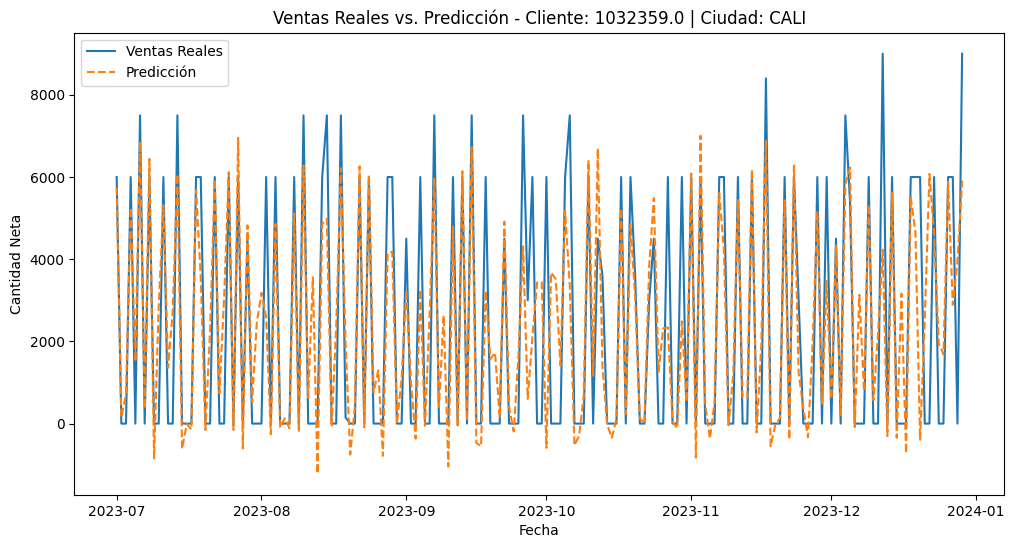 Ventas Reales vs. Predicción - Cliente: 1032359.0 | Ciudad: CALI
Ventas Reales
Predicción
Cantidad Neta
8000
6000
4000
2000
0
2023-07
2023-08
2023-09
2023-10
2023-11
2023-12
2024-01
Fecha